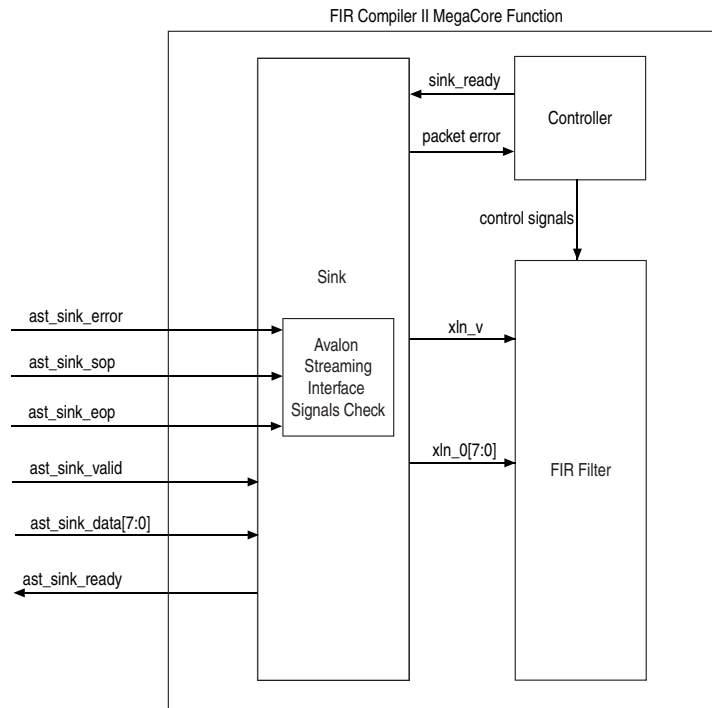 FIR Compiler II MegaCore Function
sink_ready
Controller
packet error
control signals
Sink
ast_sink_error
Avalon
Streaming
Interface
Signals Check
xln_v
ast_sink_sop
ast_sink_eop
ast_sink_valid
xln_0[7:0]
FIR Filter
ast_sink_data[7:0]
ast_sink_ready